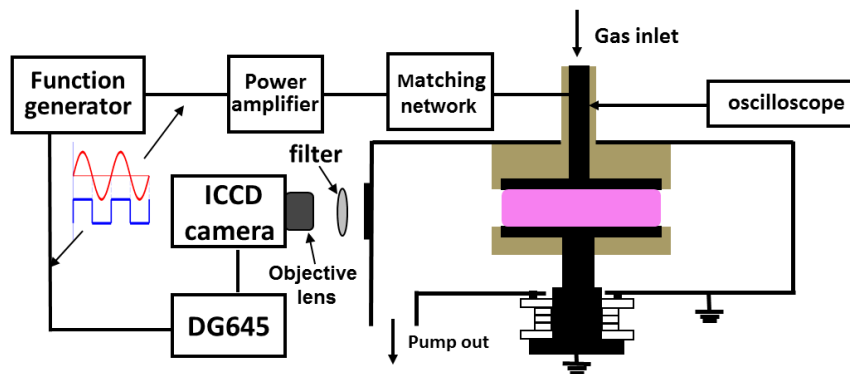 Gas inlet
Function
generator
Power
amplifier
Matching
network
oscilloscope
filter
ICCD
camera
Objective
lens
DG645
Pump out